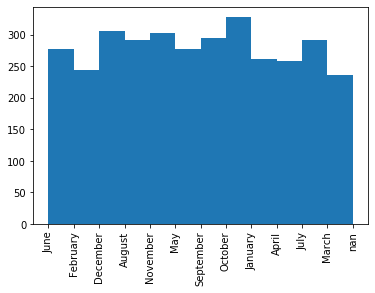 300
250
200
150
100
50
0
June
February
December
August
November
May
September
October
January
April
July
March
nan